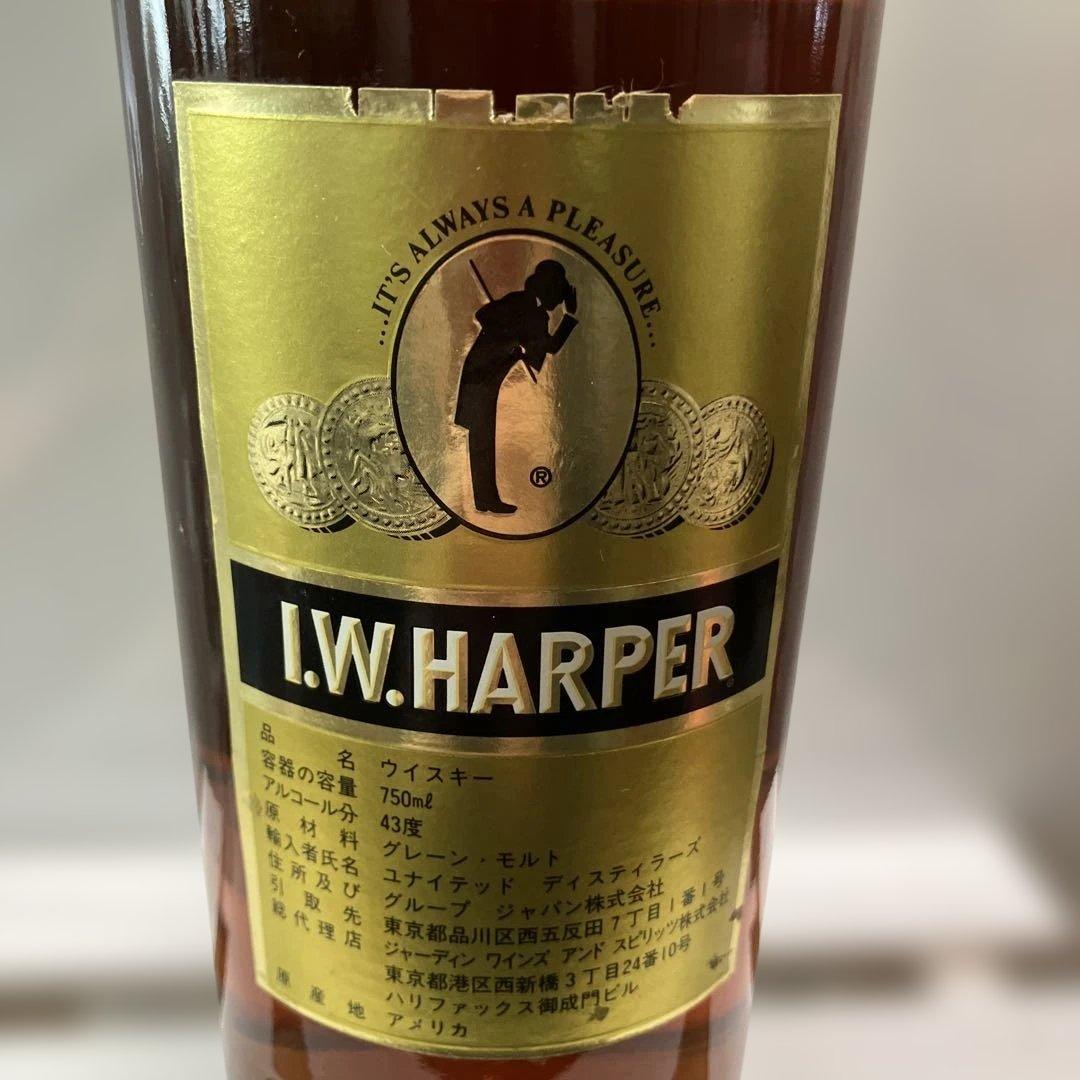 ...IT'S ALWAYS A PLEASURE...
®
I.W.HARPER®
品名 ウイスキー
容器の容量 750mℓ
アルコール分 43度
原材料 グレーン・モルト
輸入者氏名 ユナイテッド ディスティラーズ
住所及び グループ ジャパン株式会社
引取先 東京都品川区西五反田7丁目1番1号
総代理店 ジャーディン ワインズ アンド スピリッツ株式会社
東京都港区西新橋3丁目24番10号
ハリファックス御成門ビル
原産地 アメリカ